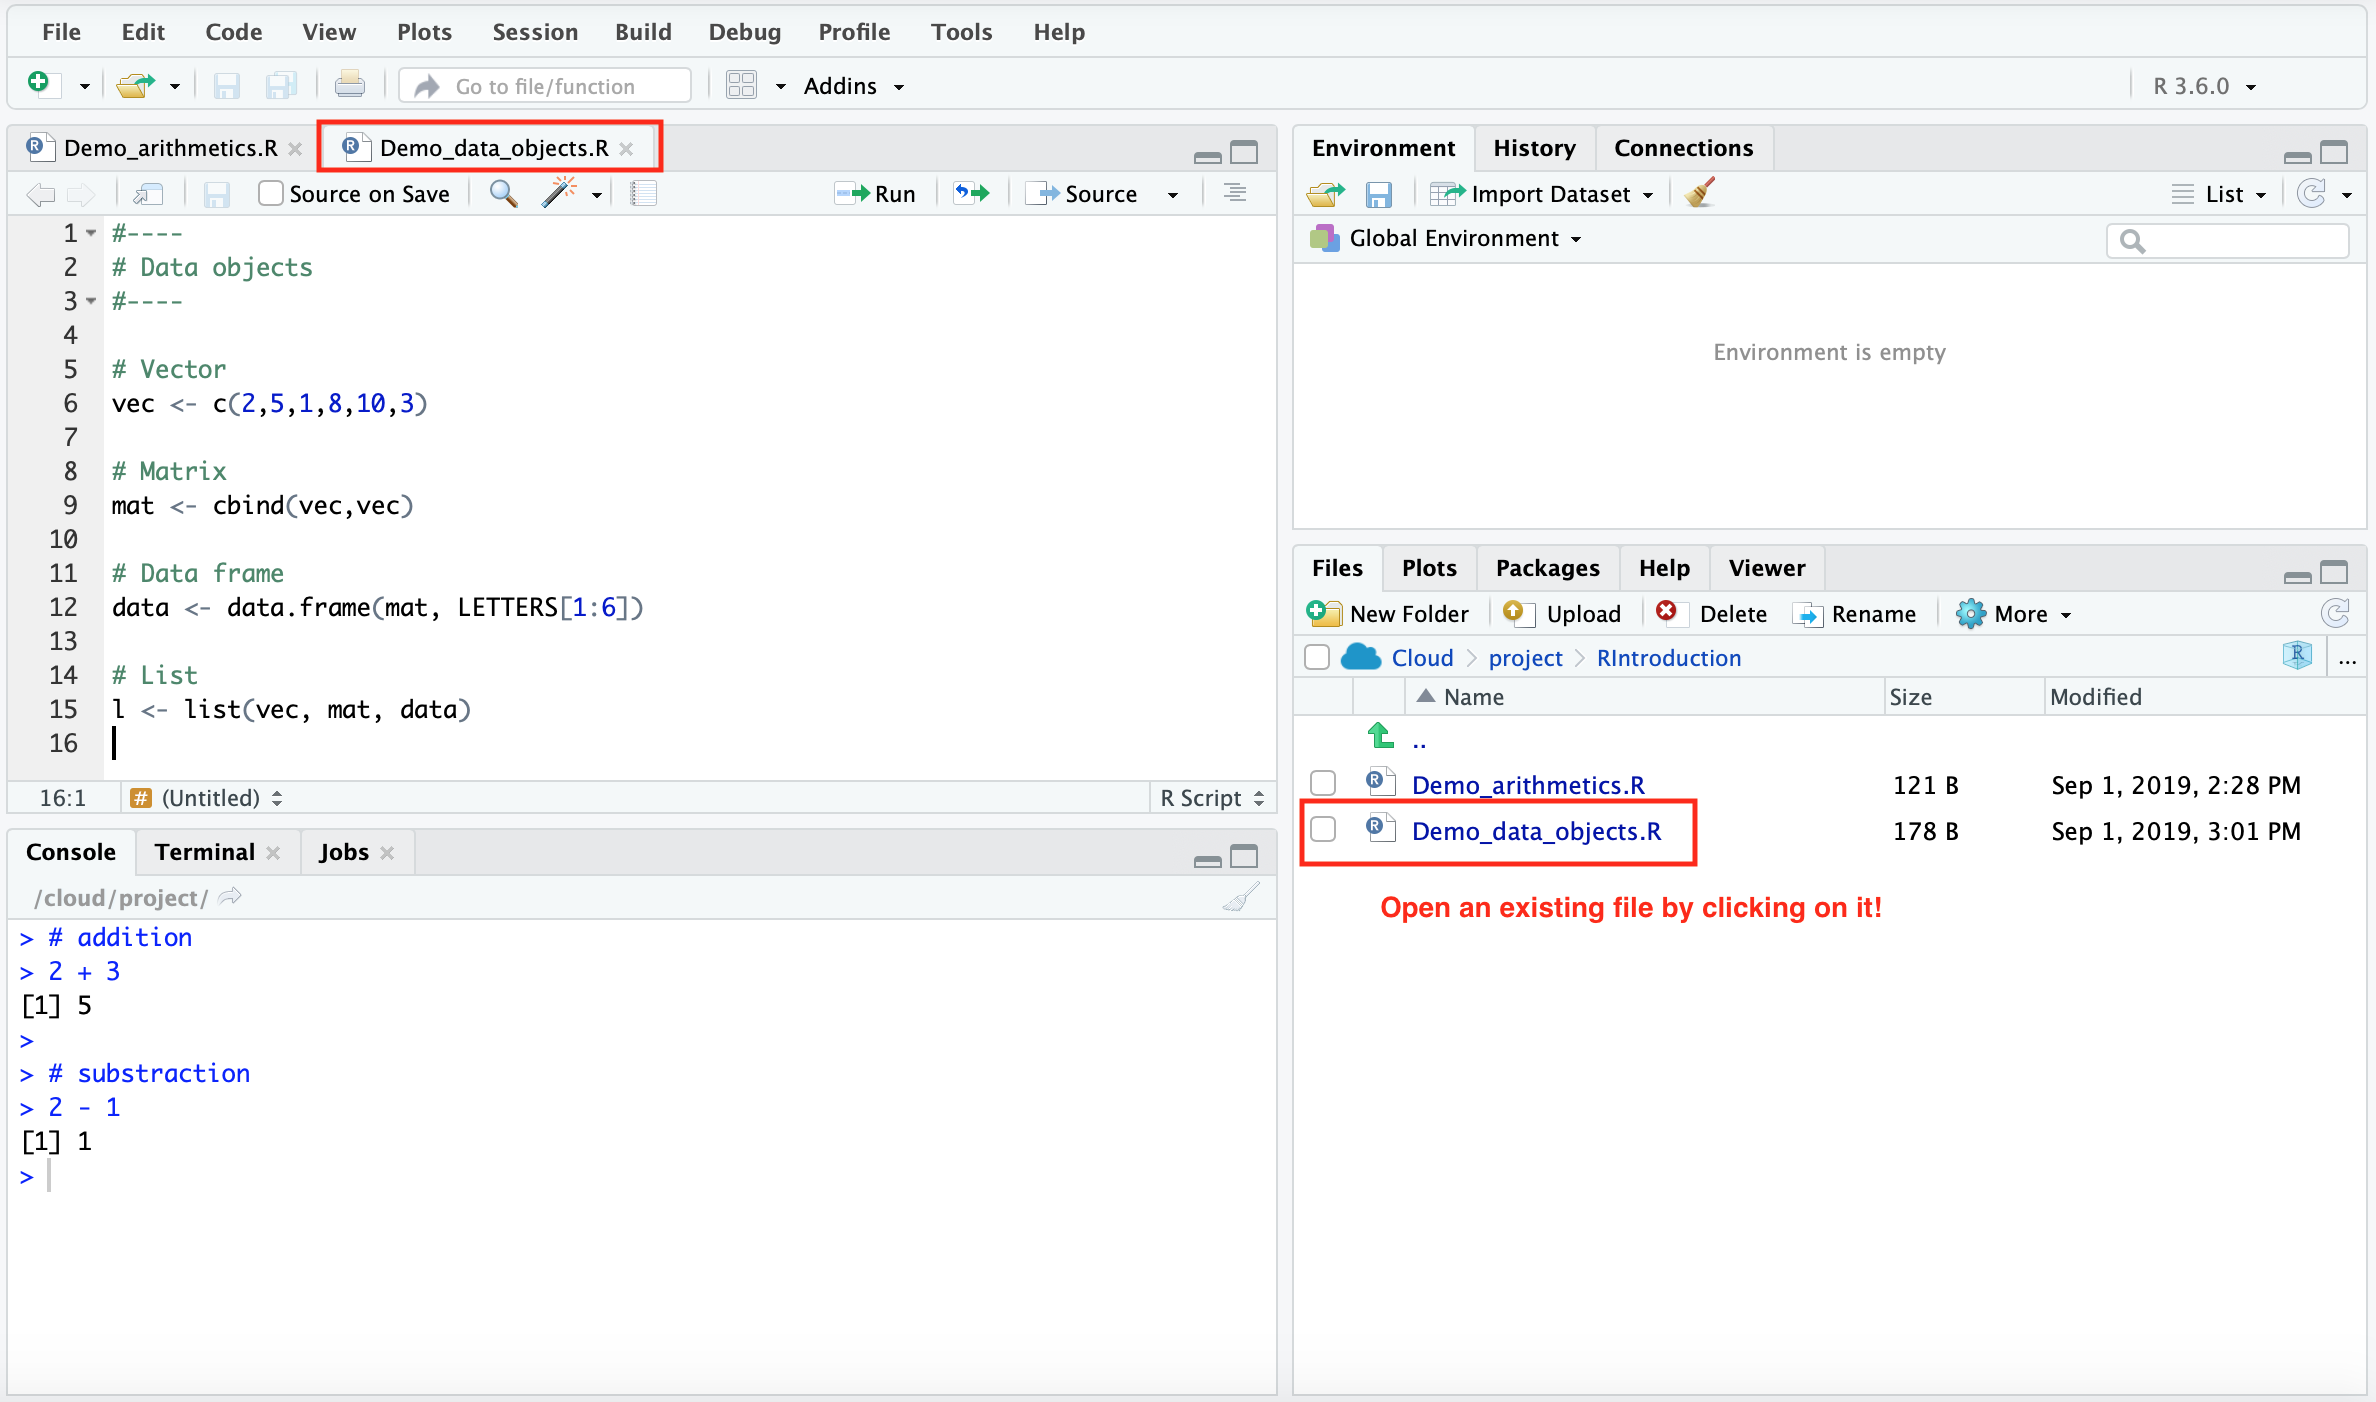 File Edit Code View Plots Session Build Debug Profile Tools Help
Go to file/function Addins R 3.6.0
Demo_arithmetics.R Demo_data_objects.R
Source on Save Run Source
1 #----
2 # Data objects
3 #----
4
5 # Vector
6 vec <- c(2,5,1,8,10,3)
7
8 # Matrix
9 mat <- cbind(vec,vec)
10
11 # Data frame
12 data <- data.frame(mat, LETTERS[1:6])
13
14 # List
15 l <- list(vec, mat, data)
16
16:1 # (Untitled) R Script
Console Terminal Jobs
/cloud/project/
> # addition
> 2 + 3
[1] 5
>
> # substraction
> 2 - 1
[1] 1
>
Environment History Connections
Import Dataset List
Global Environment
Environment is empty
Files Plots Packages Help Viewer
New Folder Upload Delete Rename More
Cloud project RIntroduction R ...
Name Size Modified
..
Demo_arithmetics.R 121 B Sep 1, 2019, 2:28 PM
Demo_data_objects.R 178 B Sep 1, 2019, 3:01 PM
Open an existing file by clicking on it!